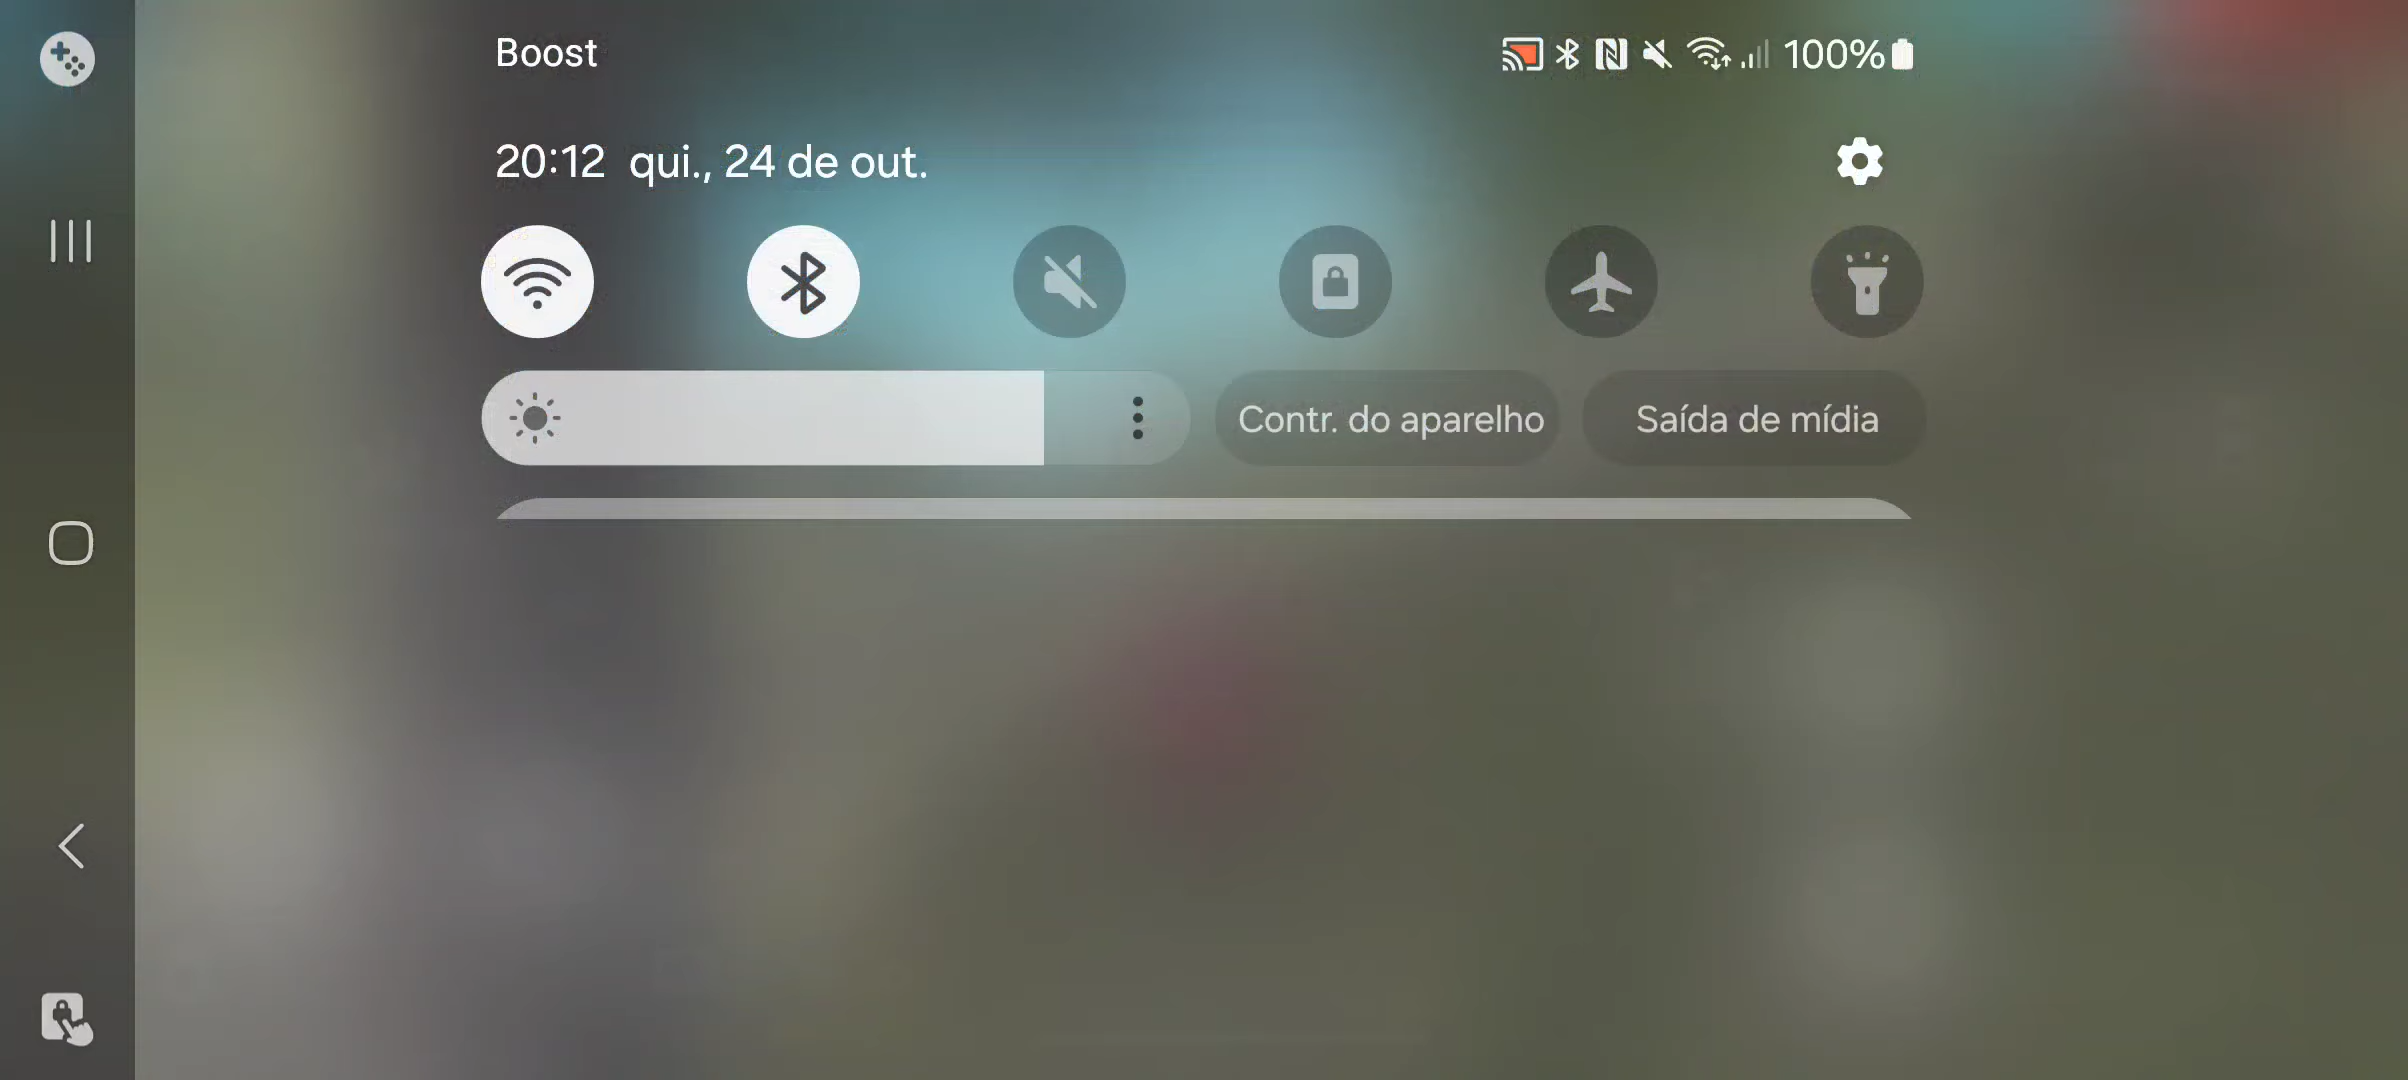 Boost
100%
20:12 qui., 24 de out.
Contr. do aparelho
Saída de mídia